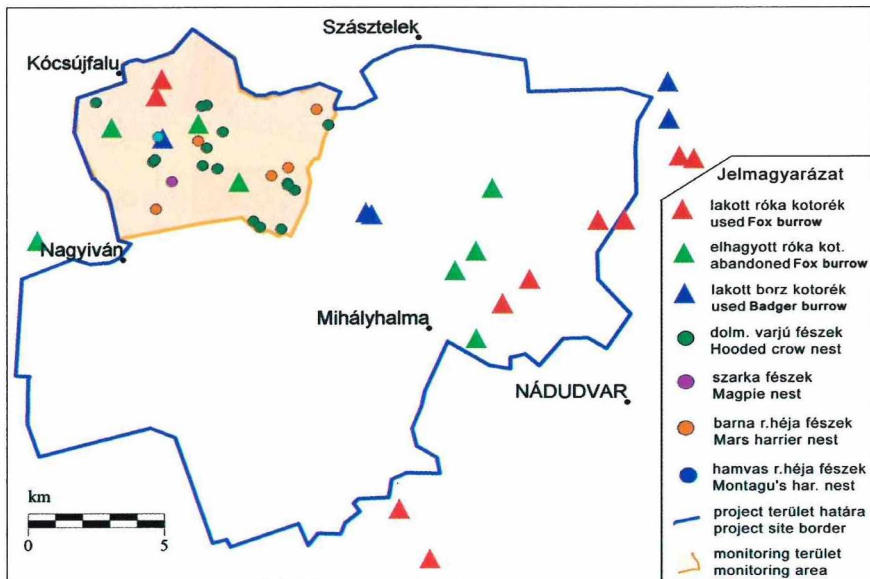 Szásztelek
Kócsújfalu
Nagyiván
Mihályhalma
NÁDUDVAR
km
0 5
Jelmagyarázat
lakott róka kotorék
used Fox burrow
elhagyott róka kot.
abandoned Fox burrow
lakott borz kotorék
used Badger burrow
dolm. varjú fészek
Hooded crow nest
szarka fészek
Magpie nest
barna r.héja fészek
Mars harrier nest
hamvas r.héja fészek
Montagu's har. nest
project terület határa
project site border
monitoring terület
monitoring area